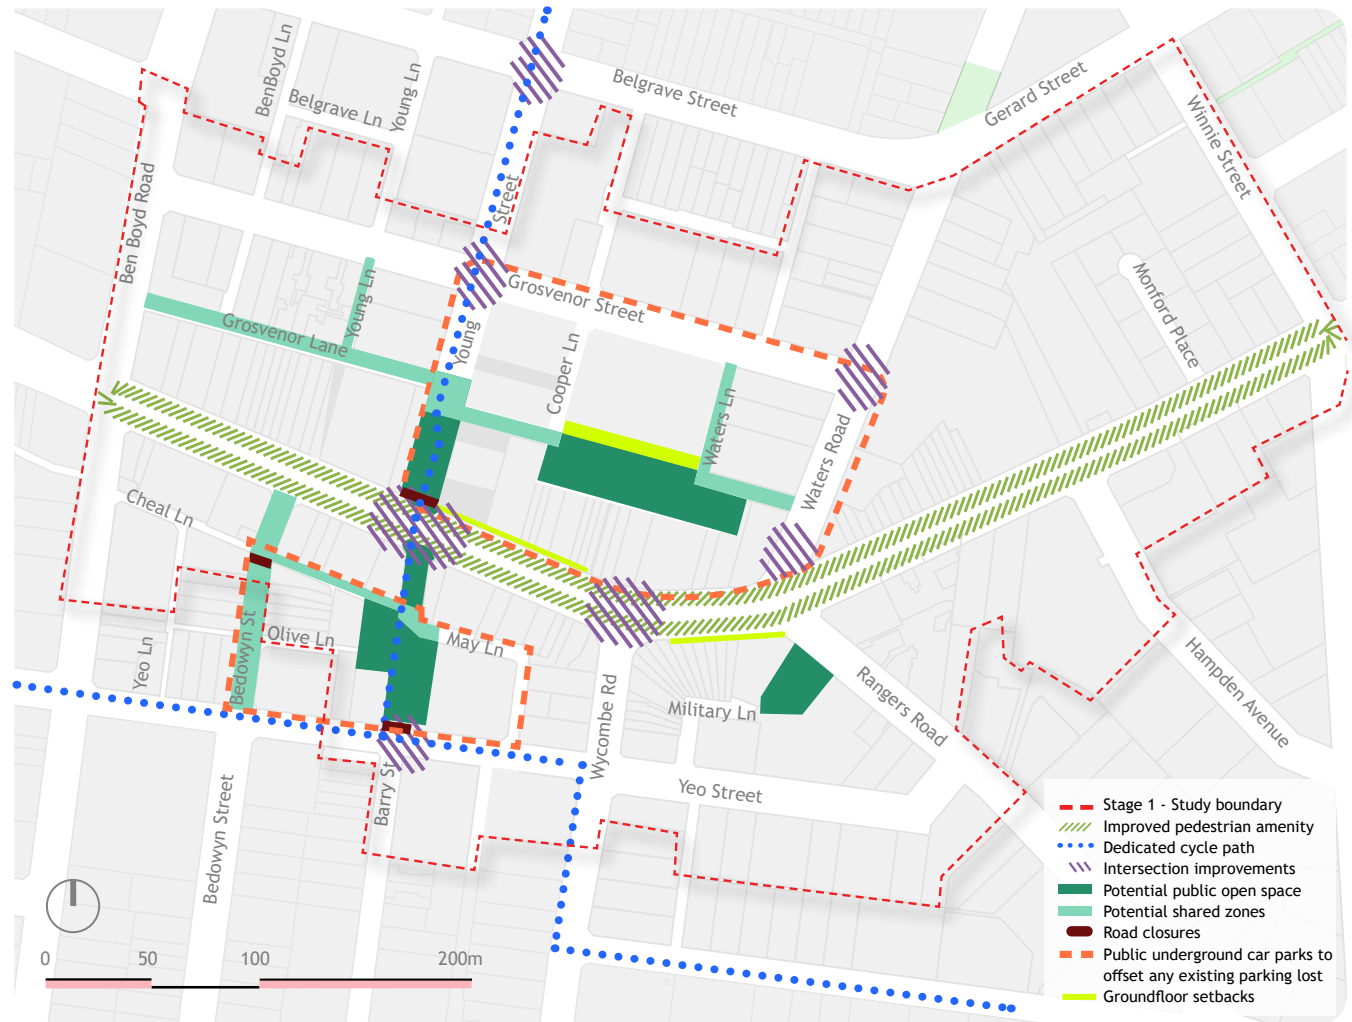 BenBoyd Ln
Belgrave Ln
Young Ln
Belgrave Street
Gerard Street
Winnie Street
Ben Boyd Road
Street
Young
Grosvenor Street
Young Ln
Grosvenor Lane
Cooper Ln
Waters Ln
Waters Road
Monford Place
Cheal Ln
Olive Ln
May Ln
Yeo Ln
Bedowyn St
Military Ln
Rangers Road
Hampden Avenue
Wycombe Rd
Barry St
Yeo Street
Bedowyn Street
0 50 100 200m
Stage 1 - Study boundary
Improved pedestrian amenity
Dedicated cycle path
Intersection improvements
Potential public open space
Potential shared zones
Road closures
Public underground car parks to
offset any existing parking lost
Groundfloor setbacks